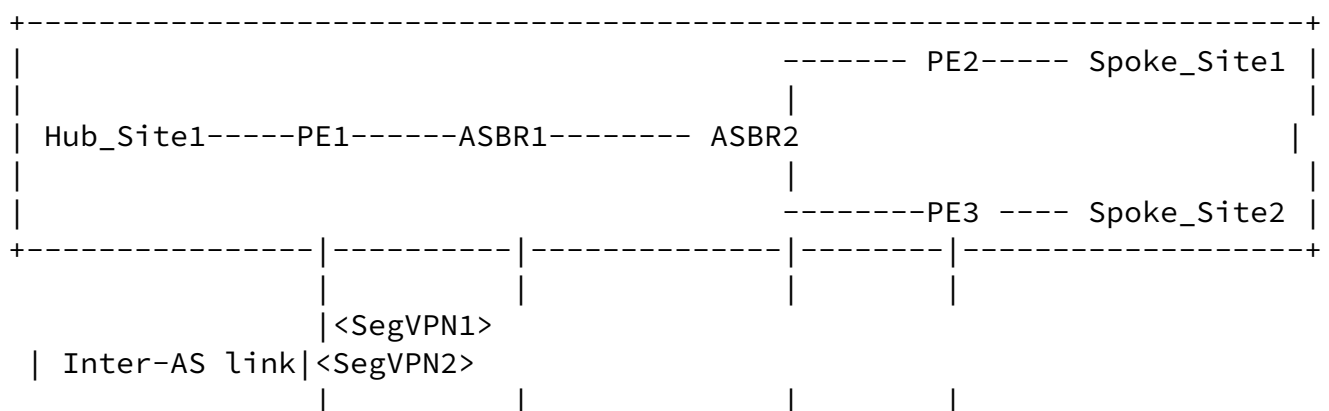 +------------------------------------------------------------------------+
|                                           ------- PE2----- Spoke_Site1 |
|                                           |                            |
| Hub_Site1-----PE1------ASBR1-------- ASBR2                           |
|                                           |                            |
|                                           --------PE3 ---- Spoke_Site2 |
+----------------|----------|--------------|--------|-------------------+
                 |          |              |        |
                 |<SegVPN1>
 | Inter-AS link|<SegVPN2>
                 |          |              |        |